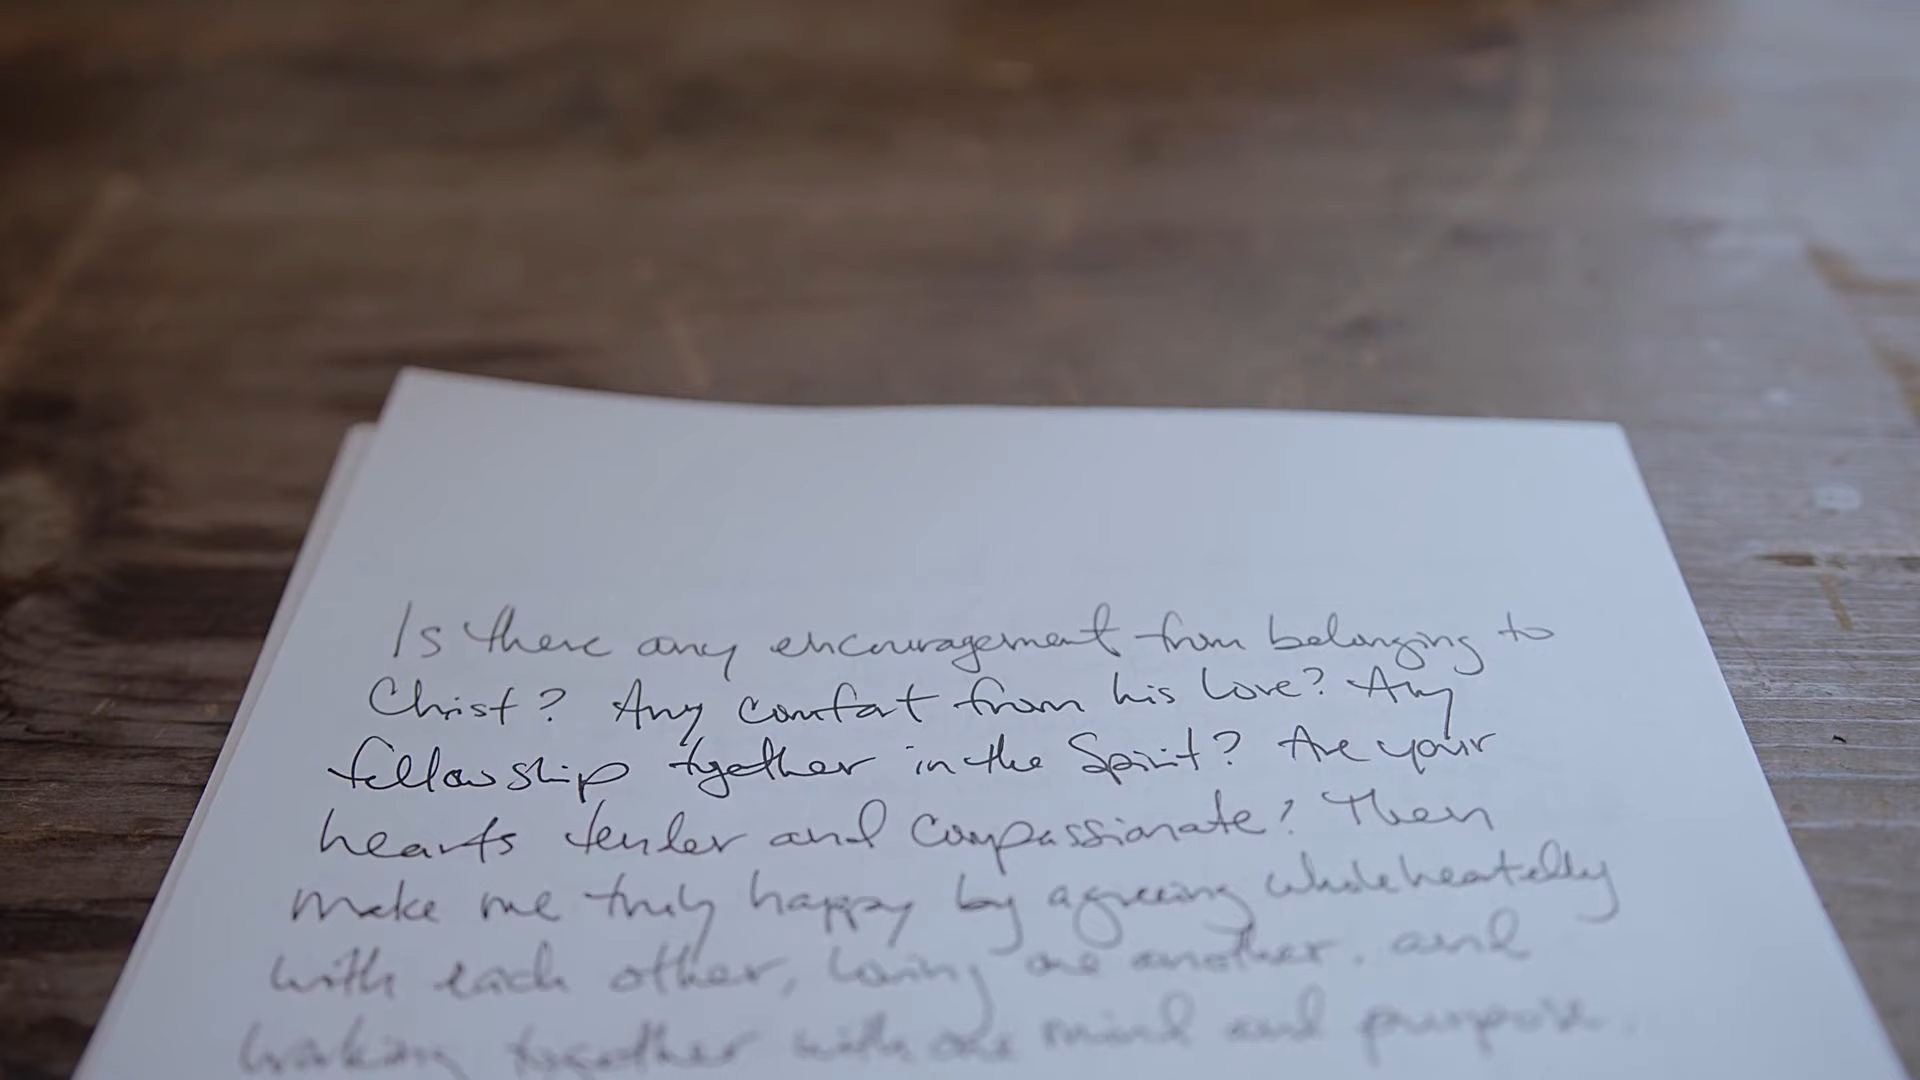 Is there any encouragement from belonging to
Christ? Any comfort from his love? Any
fellowship together in the Spirit? Are your
hearts tender and compassionate? Then
make me truly happy by agreeing wholeheartedly
with each other, loving one another, and
working together with one mind and purpose.